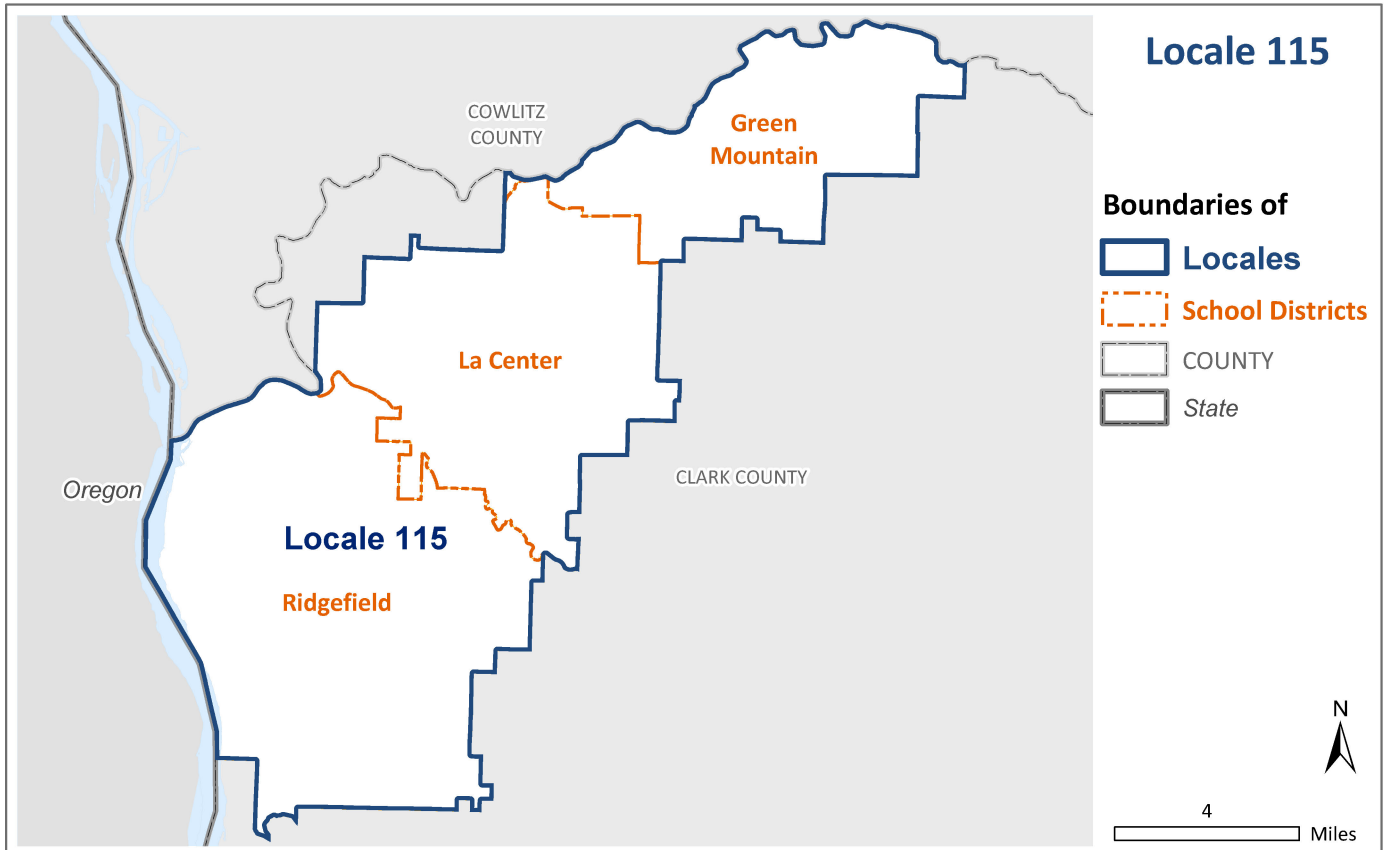 Locale 115
COWLITZ
COUNTY
Green
Mountain
Boundaries of
Locales
School Districts
COUNTY
State
La Center
CLARK COUNTY
Oregon
Locale 115
Ridgefield
N
4
Miles